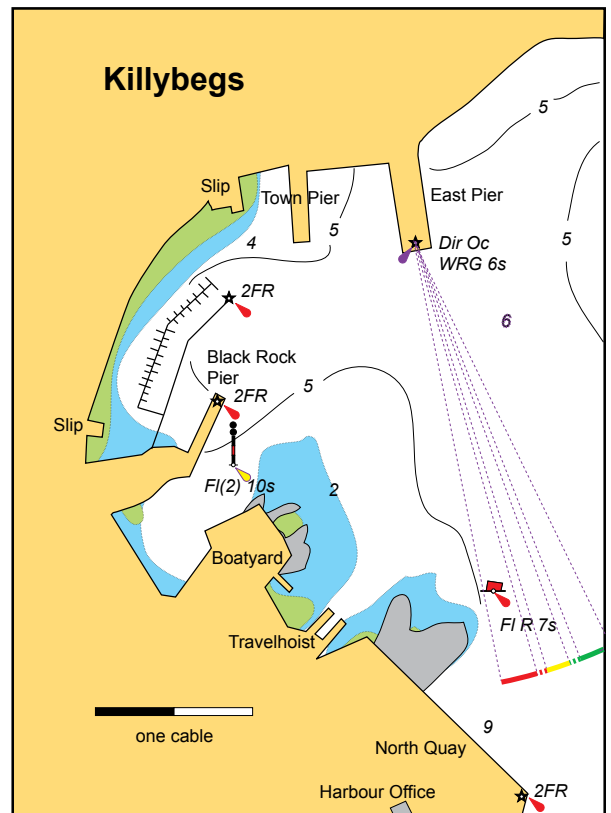 Killybegs
5
Slip
Town Pier
East Pier
4
5
5
Dir Oc
WRG 6s
2FR
6
Black Rock
Pier
5
2FR
Slip
Fl(2) 10s
2
Boatyard
Fl R 7s
Travelhoist
one cable
9
North Quay
Harbour Office
2FR